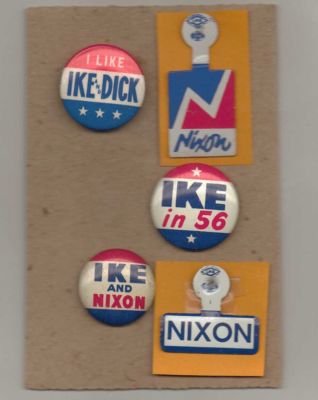 I LIKE
IKE & DICK
N
Nixon
IKE
in 56
IKE
AND
NIXON
NIXON